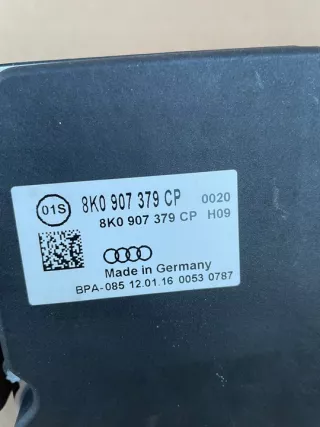 01S 8K0 907 379 CP 0020
8K0 907 379 CP H09
Made in Germany
BPA-085 12.01.16 0053 0787